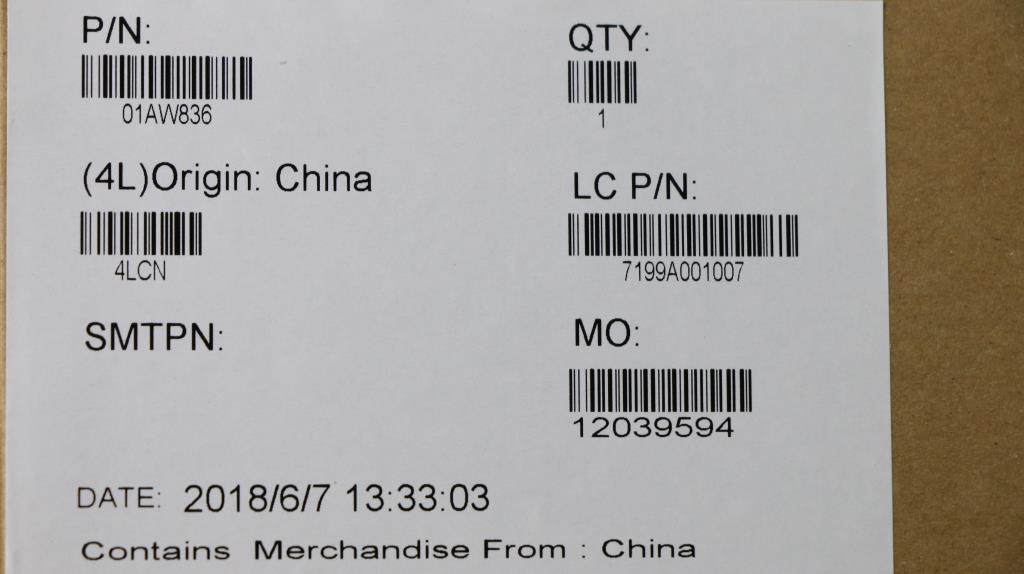 P/N:
01AW836
QTY:
1
(4L)Origin: China
4LCN
LC P/N:
7199A001007
SMTPN:
MO:
12039594
DATE: 2018/6/7 13:33:03
Contains Merchandise From : China